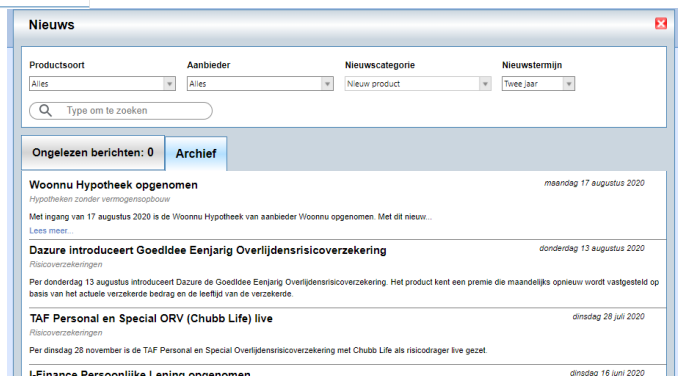 Nieuws
Productsoort Aanbieder Nieuwscategorie Nieuwstermijn
Alles Alles Nieuw product Twee jaar
Type om te zoeken
Ongelezen berichten: 0 Archief
Woonnu Hypotheek opgenomen maandag 17 augustus 2020
Hypotheken zonder vermogensopbouw
Met ingang van 17 augustus 2020 is de Woonnu Hypotheek van aanbieder Woonnu opgenomen. Met dit nieuw...
Lees meer...
Dazure introduceert GoedIdee Eenjarig Overlijdensrisicoverzekering donderdag 13 augustus 2020
Risicoverzekeringen
Per donderdag 13 augustus introduceert Dazure de GoedIdee Eenjarig Overlijdensrisicoverzekering. Het product kent een premie die maandelijks opnieuw wordt vastgesteld op
basis van het actuele verzekerde bedrag en de leeftijd van de verzekerde.
TAF Personal en Special ORV (Chubb Life) live dinsdag 28 juli 2020
Risicoverzekeringen
Per dinsdag 28 november is de TAF Personal en Special Overlijdensrisicoverzekering met Chubb Life als risicodrager live gezet.
I-Finance Persoonlijke Lening opgenomen dinsdag 16 juni 2020